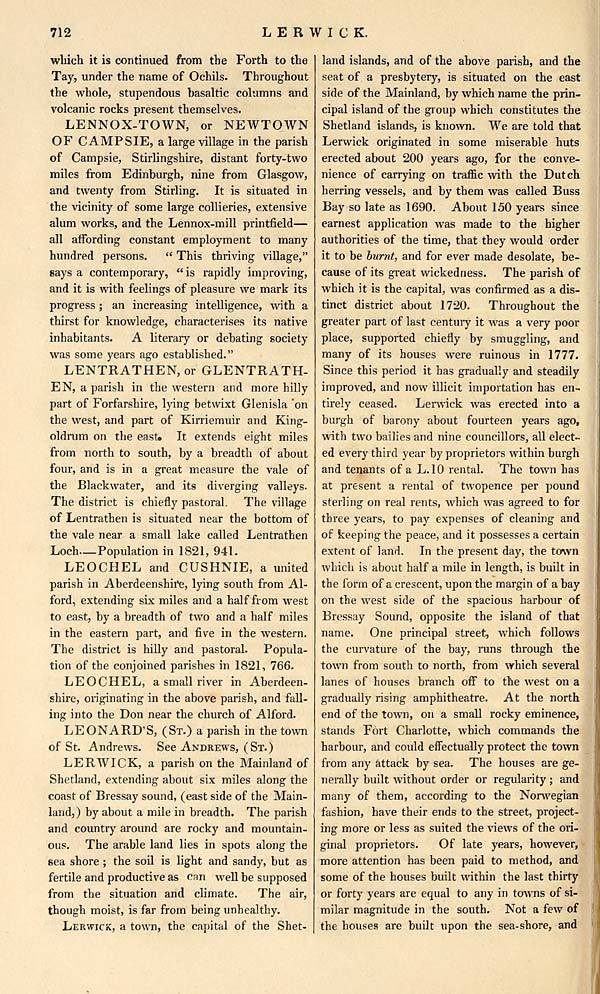 712
LERWICK.
which it is continued from the Forth to the
Tay, under the name of Ochils. Throughout
the whole, stupendous basaltic columns and
volcanic rocks present themselves.
LENNOX-TOWN, or NEWTOWN
OF CAMPSIE, a large village in the parish
of Campsie, Stirlingshire, distant forty-two
miles from Edinburgh, nine from Glasgow,
and twenty from Stirling. It is situated in
the vicinity of some large collieries, extensive
alum works, and the Lennox-mill printfield—
all affording constant employment to many
hundred persons. "This thriving village,"
says a contemporary, "is rapidly improving,
and it is with feelings of pleasure we mark its
progress; an increasing intelligence, with a
thirst for knowledge, characterises its native
inhabitants. A literary or debating society
was some years ago established."
LENTRATHEN, or GLENTRATH-
EN, a parish in the western and more hilly
part of Forfarshire, lying betwixt Glenisla on
the west, and part of Kirriemuir and King-
oldrum on the east. It extends eight miles
from north to south, by a breadth of about
four, and is in a great measure the vale of
the Blackwater, and its diverging valleys.
The district is chiefly pastoral. The village
of Lentrathen is situated near the bottom of
the vale near a small lake called Lentrathen
Loch.—Population in 1821, 941.
LEOCHEL and CUSHNIE, a united
parish in Aberdeenshire, lying south from Al-
ford, extending six miles and a half from west
to east, by a breadth of two and a half miles
in the eastern part, and five in the western.
The district is hilly and pastoral. Popula-
tion of the conjoined parishes in 1821, 766.
LEOCHEL, a small river in Aberdeen-
shire, originating in the above parish, and fall-
ing into the Don near the church of Alford.
LEONARD'S, (ST.) a parish in the town
of St. Andrews. See ANDREWS, (ST.)
LERWICK, a parish on the Mainland of
Shetland, extending about six miles along the
coast of Bressay sound, (east side of the Main-
land,) by about a mile in breadth. The parish
and country around are rocky and mountain-
ous. The arable land lies in spots along the
sea shore; the soil is light and sandy, but as
fertile and productive as can well be supposed
from the situation and climate. The air,
though moist, is far from being unhealthy.
LERWICK, a town, the capital of the Shet-
land islands, and of the above parish, and the
seat of a presbytery, is situated on the east
side of the Mainland, by which name the prin-
cipal island of the group which constitutes the
Shetland islands, is known. We are told that
Lerwick originated in some miserable huts
erected about 200 years ago, for the conve-
nience of carrying on traffic with the Dutch
herring vessels, and by them was called Buss
Bay so late as 1690. About 150 years since
earnest application was made to the higher
authorities of the time, that they would order
it to be burnt, and for ever made desolate, be-
cause of its great wickedness. The parish of
which it is the capital, was confirmed as a dis-
tinct district about 1720. Throughout the
greater part of last century it was a very poor
place, supported chiefly by smuggling, and
many of its houses were ruinous in 1777.
Since this period it has gradually and steadily
improved, and now illicit importation has en-
tirely ceased. Lerwick was erected into a
burgh of barony about fourteen years ago,
with two bailies and nine councillors, all elect-
ed every third year by proprietors within burgh
and tenants of a L.10 rental. The town has
at present a rental of twopence per pound
sterling on real rents, which was agreed to for
three years, to pay expenses of cleaning and
of keeping the peace, and it possesses a certain
extent of land. In the present day, the town
which is about half a mile in length, is built in
the form of a crescent, upon the margin of a bay
on the west side of the spacious harbour of
Bressay Sound, opposite the island of that
name. One principal street, which follows
the curvature of the bay, runs through the
town from south to north, from which several
lanes of houses branch off to the west on a
gradually rising amphitheatre. At the north
end of the town, on a small rocky eminence,
stands Fort Charlotte, which commands the
harbour, and could effectually protect the town
from any attack by sea. The houses are ge-
nerally built without order or regularity; and
many of them, according to the Norwegian
fashion, have their ends to the street, project-
ing more or less as suited the views of the ori-
ginal proprietors. Of late years, however,
more attention has been paid to method, and
some of the houses built within the last thirty
or forty years are equal to any in towns of si-
milar magnitude in the south. Not a few of
the houses are built upon the sea-shore, and